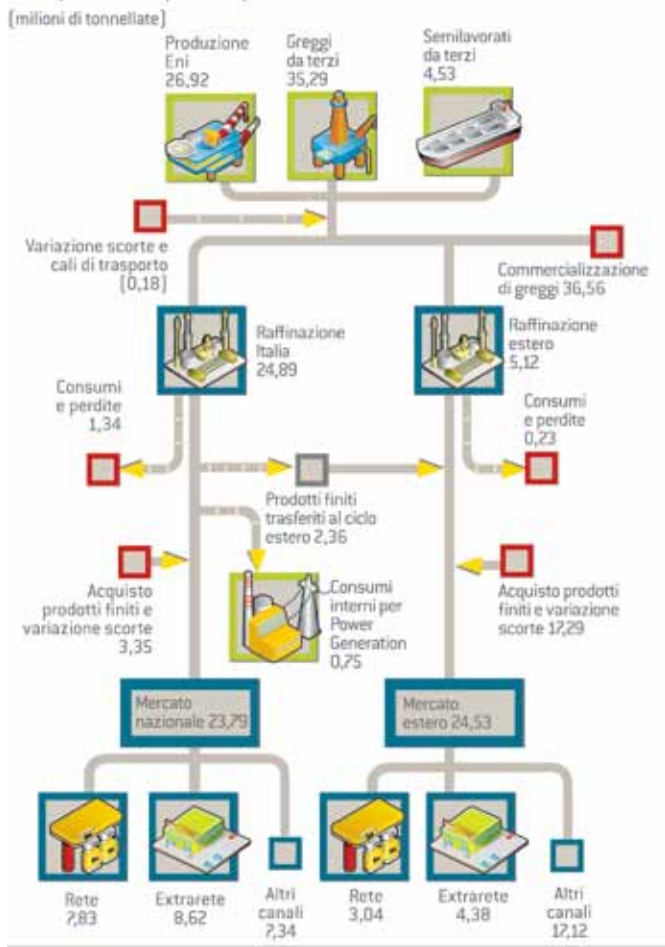 (milioni di tonnellate)
Produzione
Eni
26,92
Greggi
da terzi
35,29
Semilavorati
da terzi
4,53
Variazione scorte e
cali di trasporto
(0,18)
Commercializzazione
di greggi 36,56
Raffinazione
Italia
24,89
Raffinazione
estero
5,12
Consumi
e perdite
1,34
Consumi
e perdite
0,23
Prodotti finiti
trasferiti al ciclo
estero 2,36
Acquisto
prodotti finiti e
variazione scorte
3,35
Consumi
interni per
Power
Generation
0,75
Acquisto prodotti
finiti e variazione
scorte 17,29
Mercato
nazionale 23,79
Mercato
estero 24,53
Rete
7,83
Extrarete
8,62
Altri
canali
7,34
Rete
3,04
Extrarete
4,38
Altri
canali
17,12